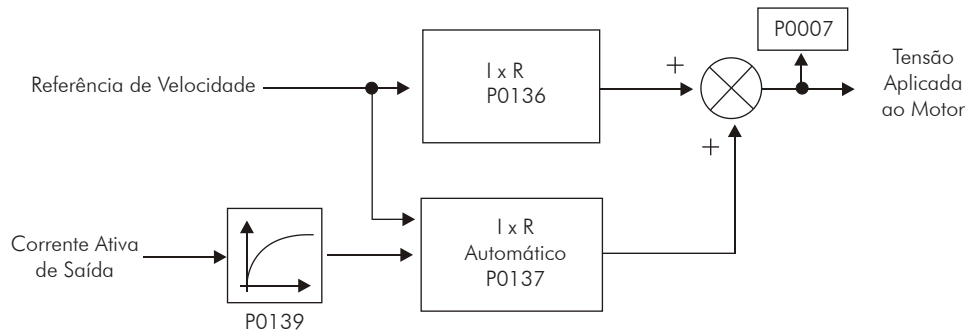 P0007
Referência de Velocidade
I x R
P0136
+
Tensão
Aplicada
ao Motor
+
Corrente Ativa
de Saída
I x R
Automático
P0137
P0139